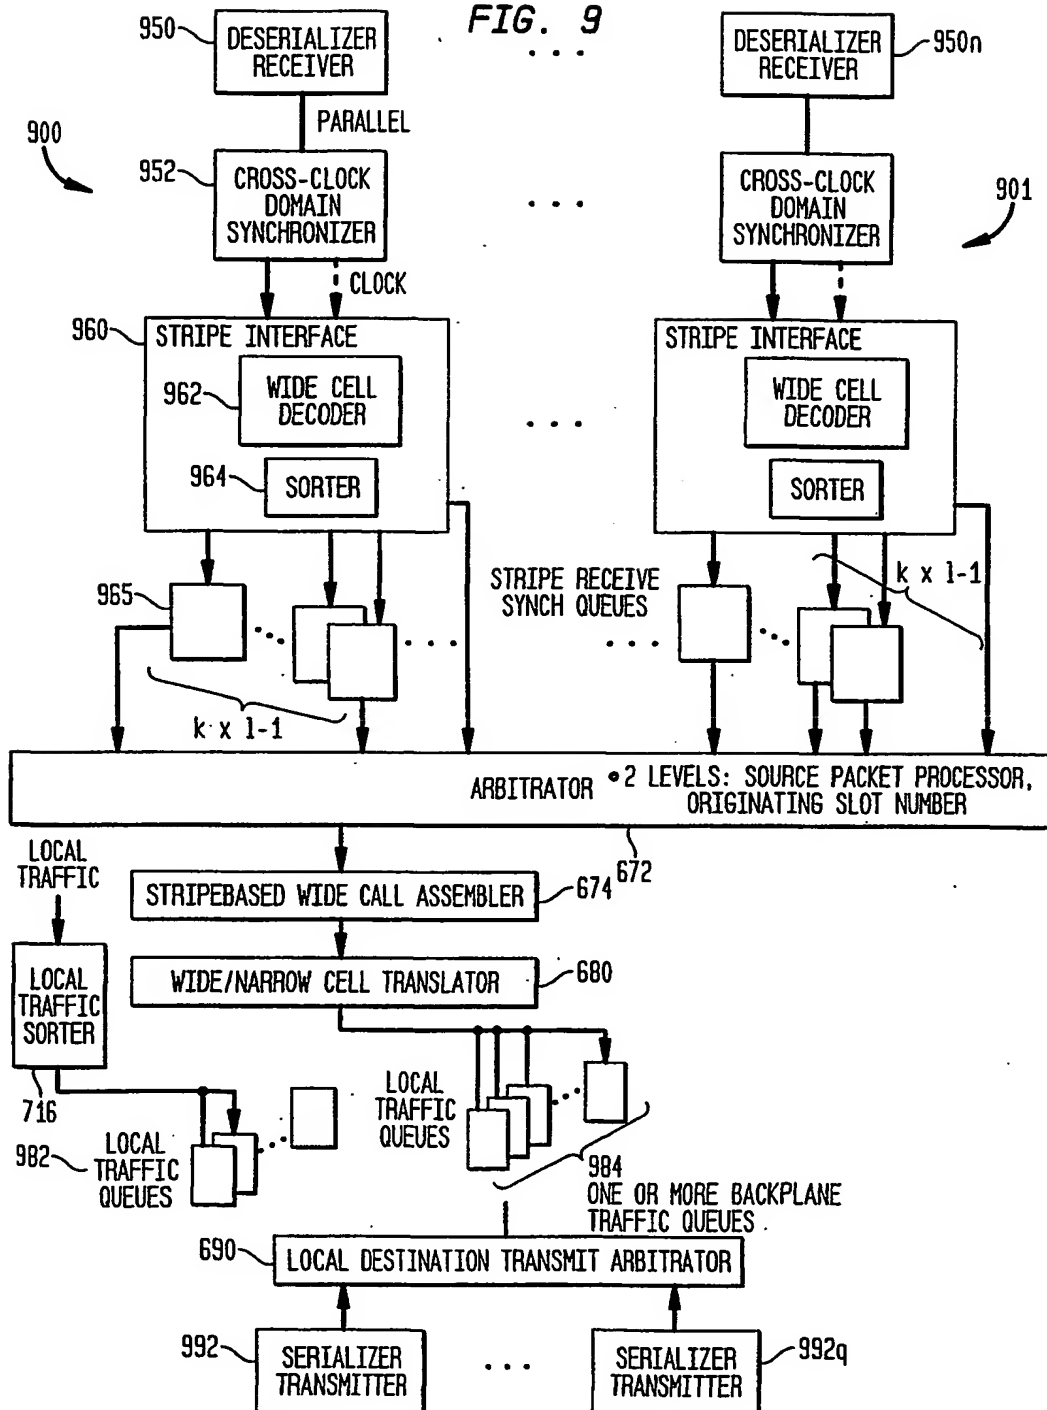 FIG. 9
950
DESERIALIZER
RECEIVER
. . .
DESERIALIZER
RECEIVER
950n
PARALLEL
900
952
CROSS-CLOCK
DOMAIN
SYNCHRONIZER
. . .
CROSS-CLOCK
DOMAIN
SYNCHRONIZER
901
CLOCK
960
STRIPE INTERFACE
STRIPE INTERFACE
962
WIDE CELL
DECODER
. . .
WIDE CELL
DECODER
964
SORTER
SORTER
965
STRIPE RECEIVE
SYNCH QUEUES
k x l-1
k x l-1
ARBITRATOR
•2 LEVELS: SOURCE PACKET PROCESSOR,
ORIGINATING SLOT NUMBER
672
LOCAL
TRAFFIC
STRIPEBASED WIDE CALL ASSEMBLER
674
LOCAL
TRAFFIC
SORTER
WIDE/NARROW CELL TRANSLATOR
680
716
LOCAL
TRAFFIC
QUEUES
982
LOCAL
TRAFFIC
QUEUES
984
ONE OR MORE BACKPLANE
TRAFFIC QUEUES
690
LOCAL DESTINATION TRANSMIT ARBITRATOR
992
SERIALIZER
TRANSMITTER
. . .
SERIALIZER
TRANSMITTER
992q